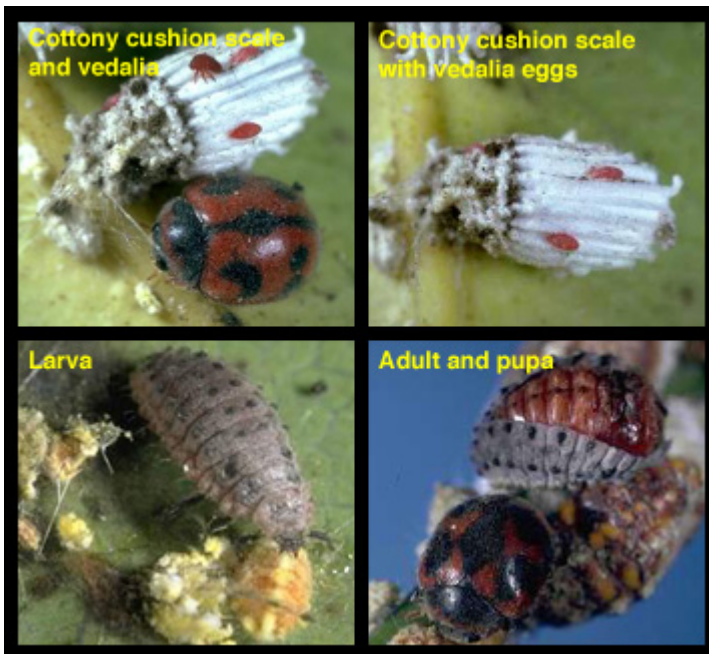 Cottony cushion scale
and vedalia
Cottony cushion scale
with vedalia eggs
Larva
Adult and pupa